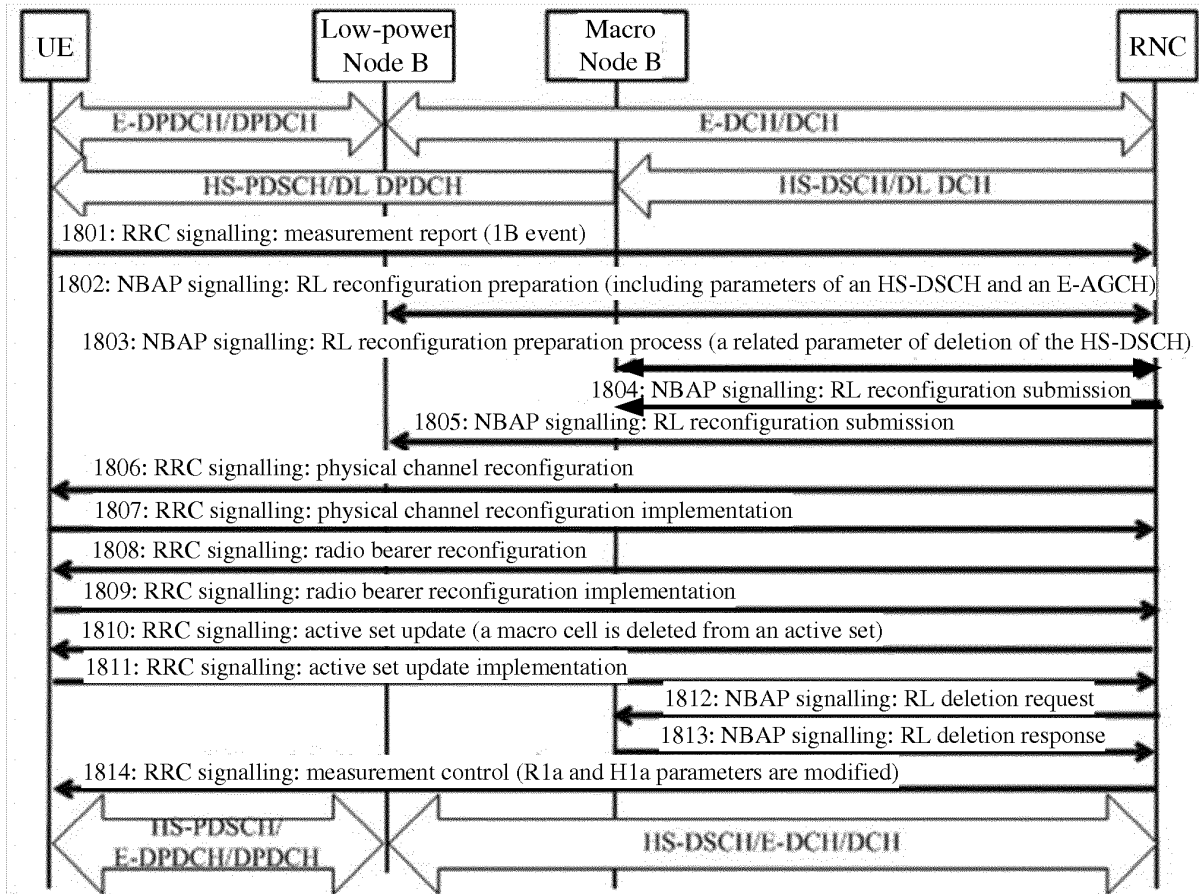 UE
Low-power
Node B
Macro
Node B
RNC
E-DPDCH/DPDCH
E-DCH/DCH
HS-PDSCH/DL DPDCH
HS-DSCH/DL DCH
1801: RRC signalling: measurement report (1B event)
1802: NBAP signalling: RL reconfiguration preparation (including parameters of an HS-DSCH and an E-AGCH)
1803: NBAP signalling: RL reconfiguration preparation process (a related parameter of deletion of the HS-DSCH)
1804: NBAP signalling: RL reconfiguration submission
1805: NBAP signalling: RL reconfiguration submission
1806: RRC signalling: physical channel reconfiguration
1807: RRC signalling: physical channel reconfiguration implementation
1808: RRC signalling: radio bearer reconfiguration
1809: RRC signalling: radio bearer reconfiguration implementation
1810: RRC signalling: active set update (a macro cell is deleted from an active set)
1811: RRC signalling: active set update implementation
1812: NBAP signalling: RL deletion request
1813: NBAP signalling: RL deletion response
1814: RRC signalling: measurement control (R1a and H1a parameters are modified)
HS-PDSCH/
E-DPDCH/DPDCH
HS-DSCH/E-DCH/DCH